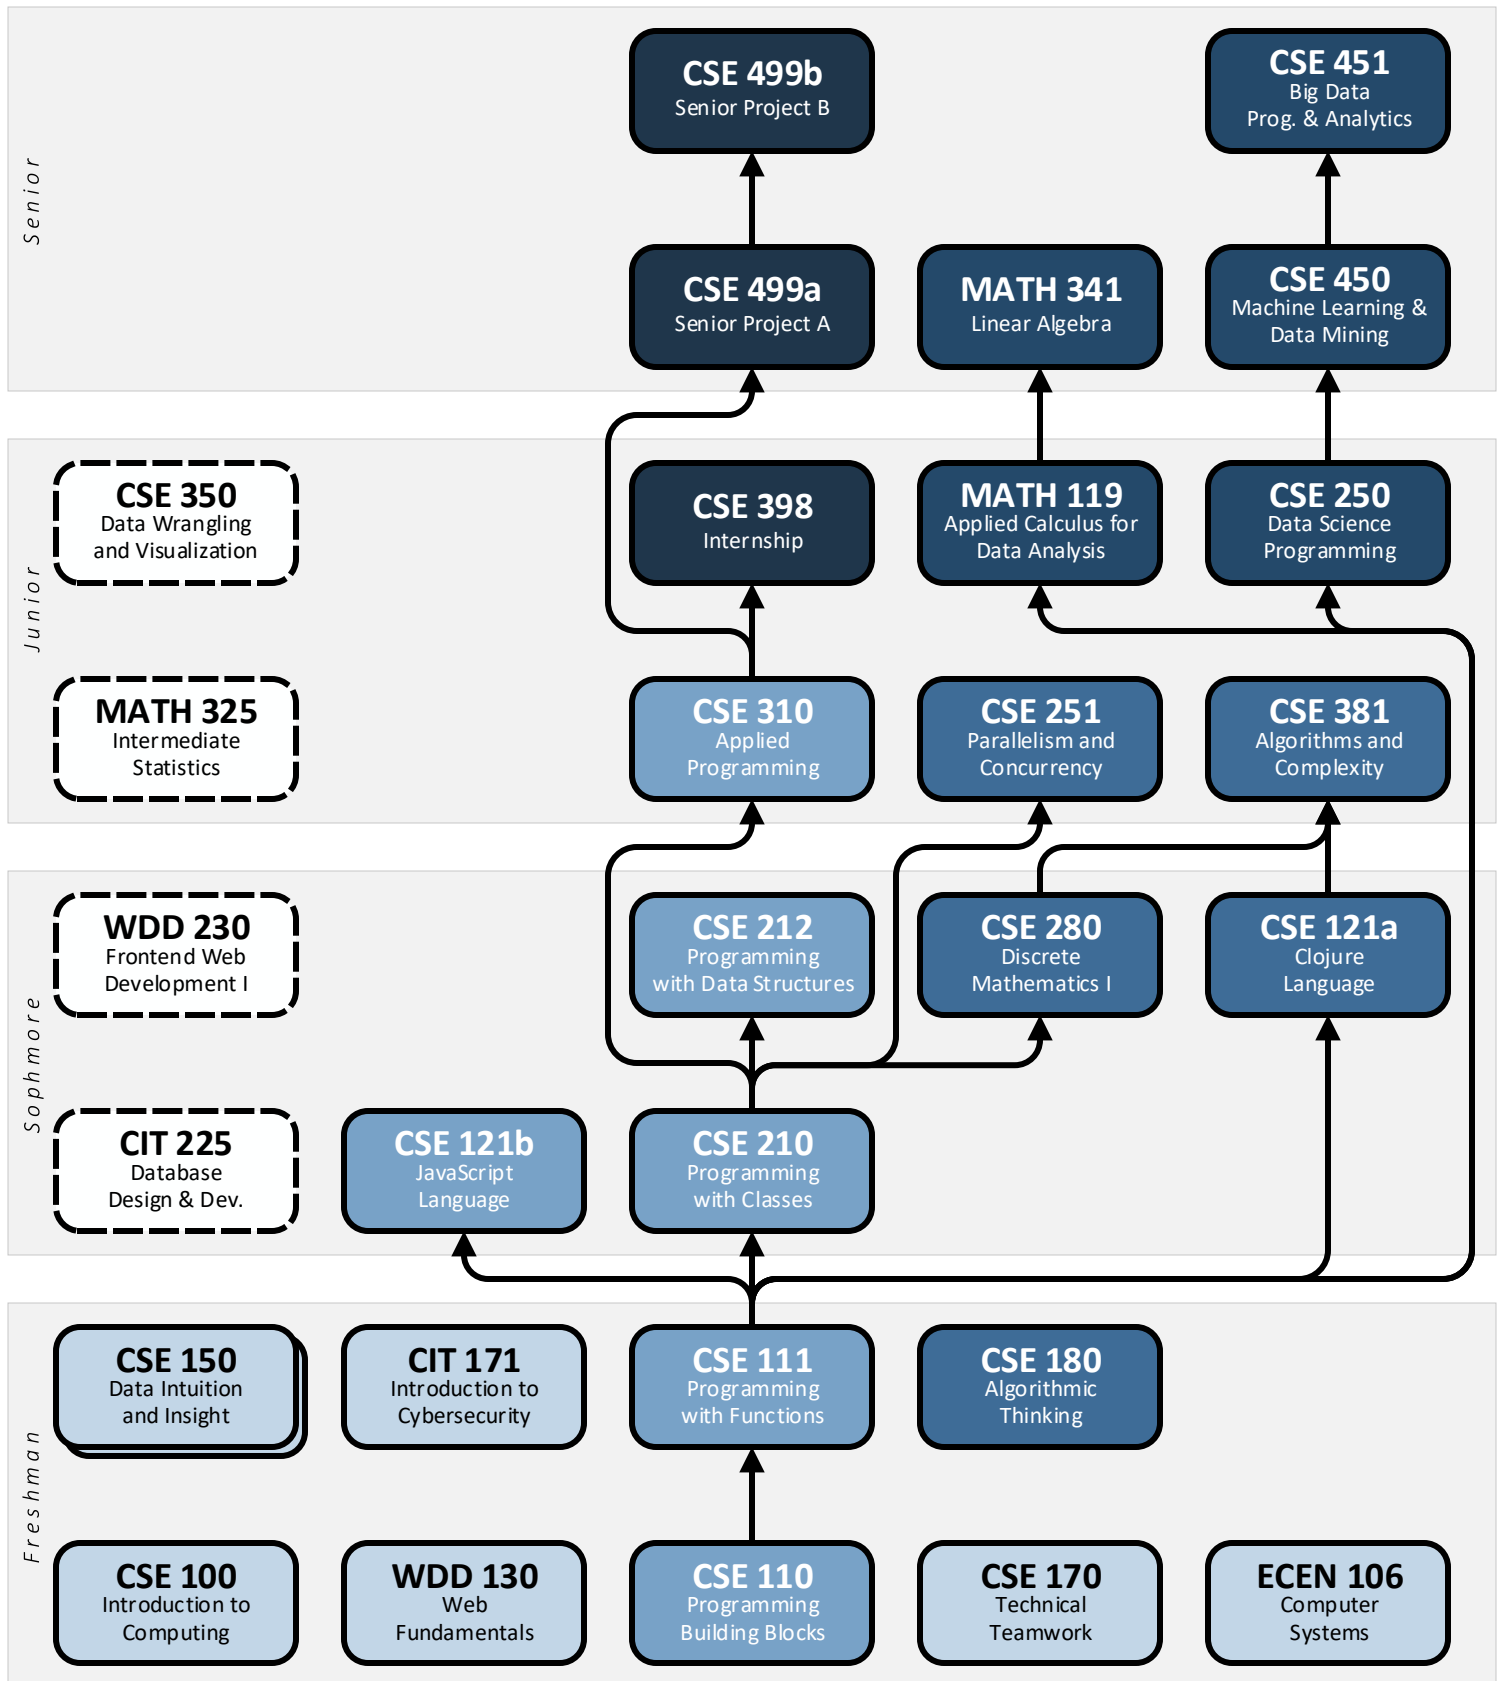 Senior
CSE 499b
Senior Project B
CSE 451
Big Data
Prog. & Analytics
CSE 499a
Senior Project A
MATH 341
Linear Algebra
CSE 450
Machine Learning &
Data Mining
Junior
CSE 350
Data Wrangling
and Visualization
CSE 398
Internship
MATH 119
Applied Calculus for
Data Analysis
CSE 250
Data Science
Programming
MATH 325
Intermediate
Statistics
CSE 310
Applied
Programming
CSE 251
Parallelism and
Concurrency
CSE 381
Algorithms and
Complexity
Sophmore
WDD 230
Frontend Web
Development I
CSE 212
Programming
with Data Structures
CSE 280
Discrete
Mathematics I
CSE 121a
Clojure
Language
CIT 225
Database
Design & Dev.
CSE 121b
JavaScript
Language
CSE 210
Programming
with Classes
Freshman
CSE 150
Data Intuition
and Insight
CIT 171
Introduction to
Cybersecurity
CSE 111
Programming
with Functions
CSE 180
Algorithmic
Thinking
CSE 100
Introduction to
Computing
WDD 130
Web
Fundamentals
CSE 110
Programming
Building Blocks
CSE 170
Technical
Teamwork
ECEN 106
Computer
Systems